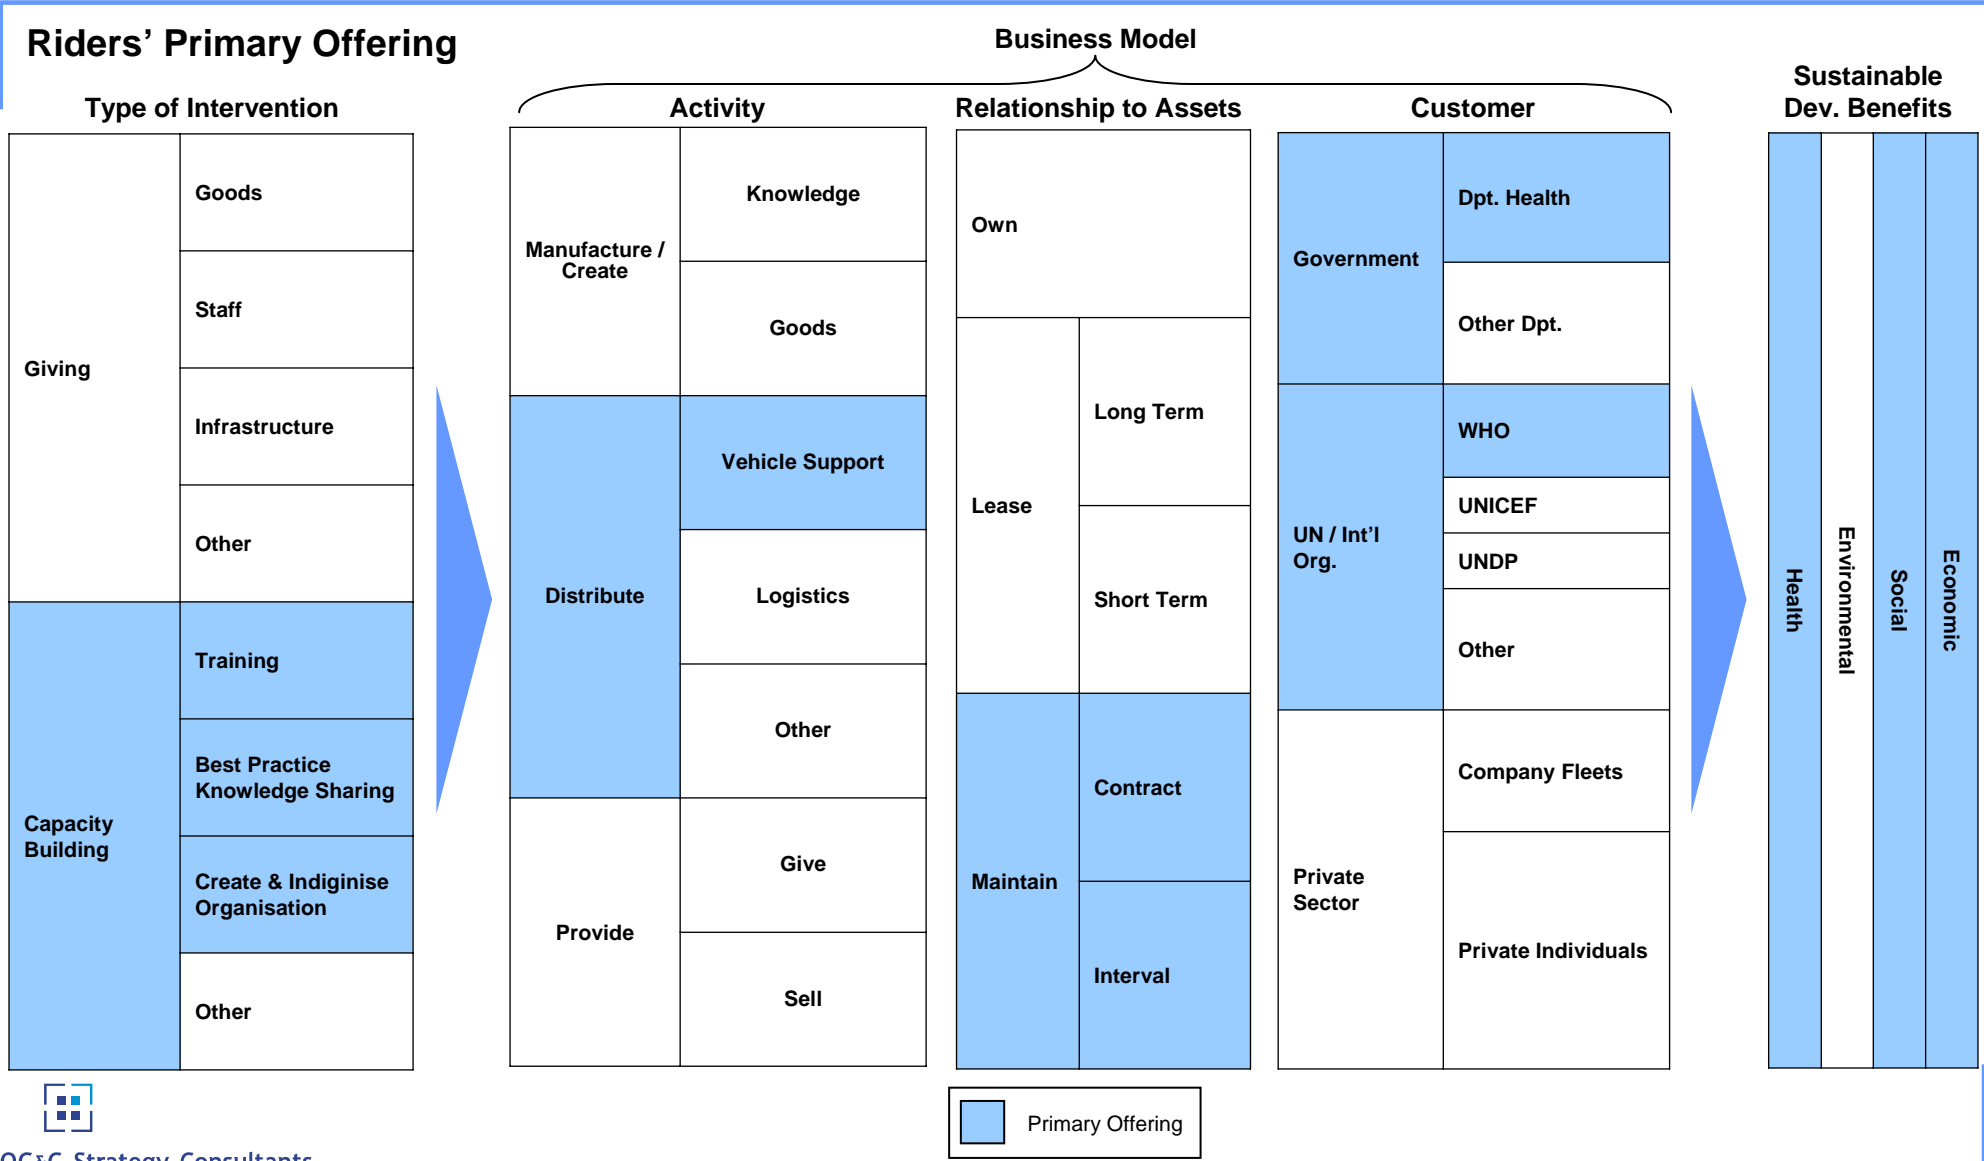 Riders’ Primary Offering
Business Model
Type of Intervention
Activity
Relationship to Assets
Customer
Sustainable
Dev. Benefits
Giving
Goods
Staff
Infrastructure
Other
Capacity
Building
Training
Best Practice
Knowledge Sharing
Create & Indiginise
Organisation
Other
Manufacture /
Create
Knowledge
Goods
Distribute
Vehicle Support
Logistics
Other
Provide
Give
Sell
Own
Lease
Long Term
Short Term
Maintain
Contract
Interval
Government
Dpt. Health
Other Dpt.
UN / Int’l
Org.
WHO
UNICEF
UNDP
Other
Private
Sector
Company Fleets
Private Individuals
Health
Environmental
Social
Economic
Primary Offering
OC&C Strategy Consultants